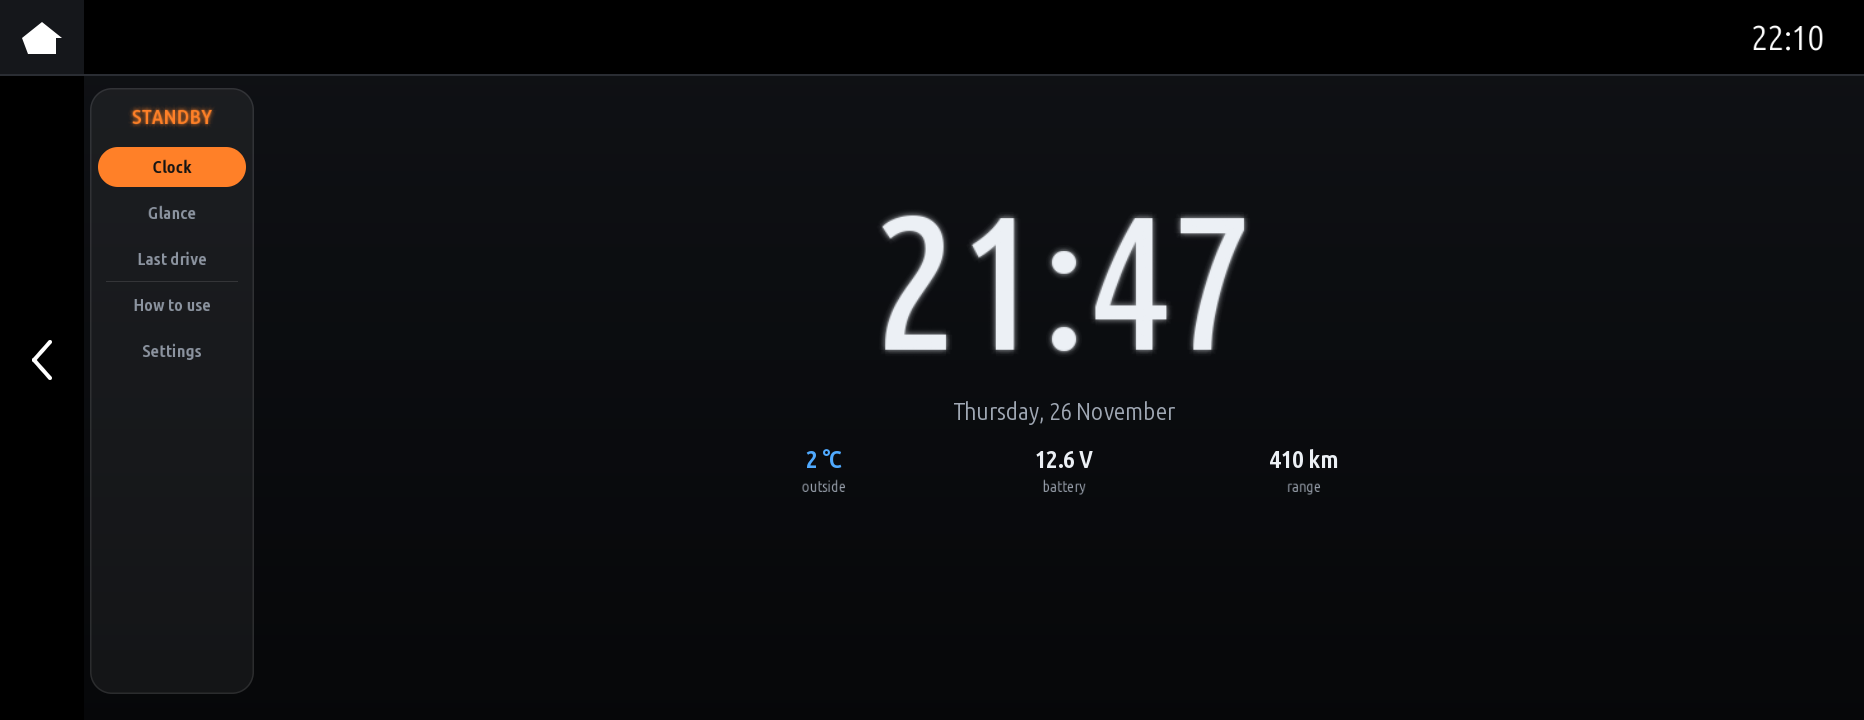 22:10
STANDBY
Clock
Glance
Last drive
How to use
Settings
21:47
Thursday, 26 November
2 °C
outside
12.6 V
battery
410 km
range